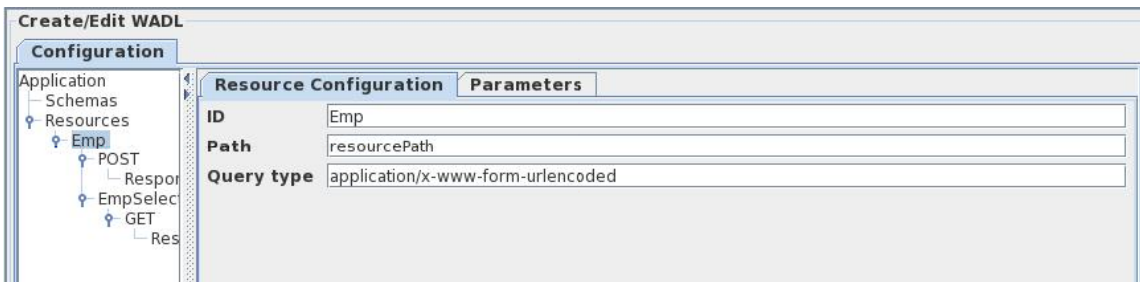 Create/Edit WADL
Configuration
Application
Schemas
Resources
Emp
POST
Respor
EmpSelec
GET
Res
Resource Configuration Parameters
ID Emp
Path resourcePath
Query type application/x-www-form-urlencoded